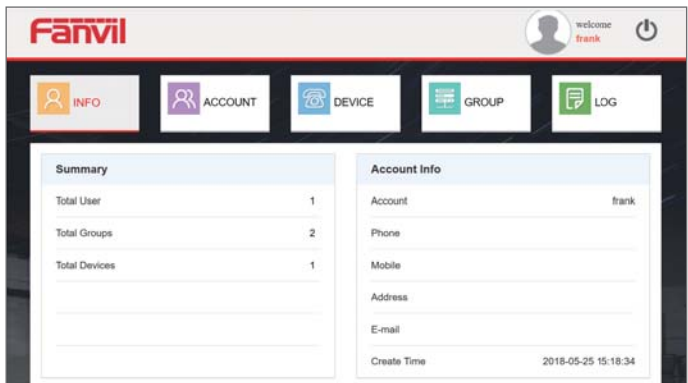 Fanvil
welcome
frank
INFO
ACCOUNT
DEVICE
GROUP
LOG
Summary
Total User 1
Total Groups 2
Total Devices 1
Account Info
Account frank
Phone
Mobile
Address
E-mail
Create Time 2018-05-25 15:18:34